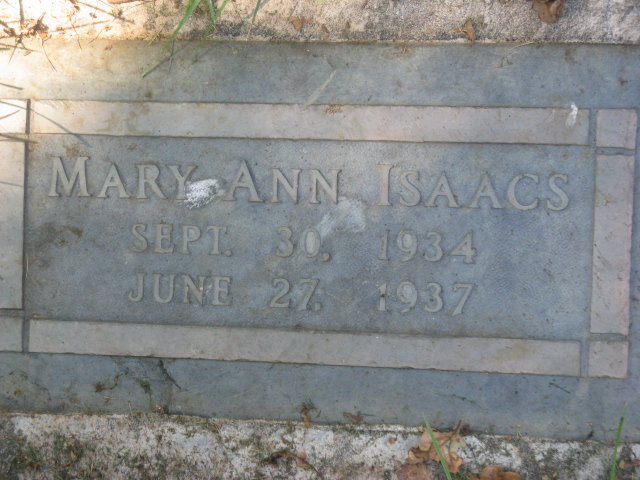 MARY ANN ISAACS
SEPT. 30, 1934
JUNE 27, 1937